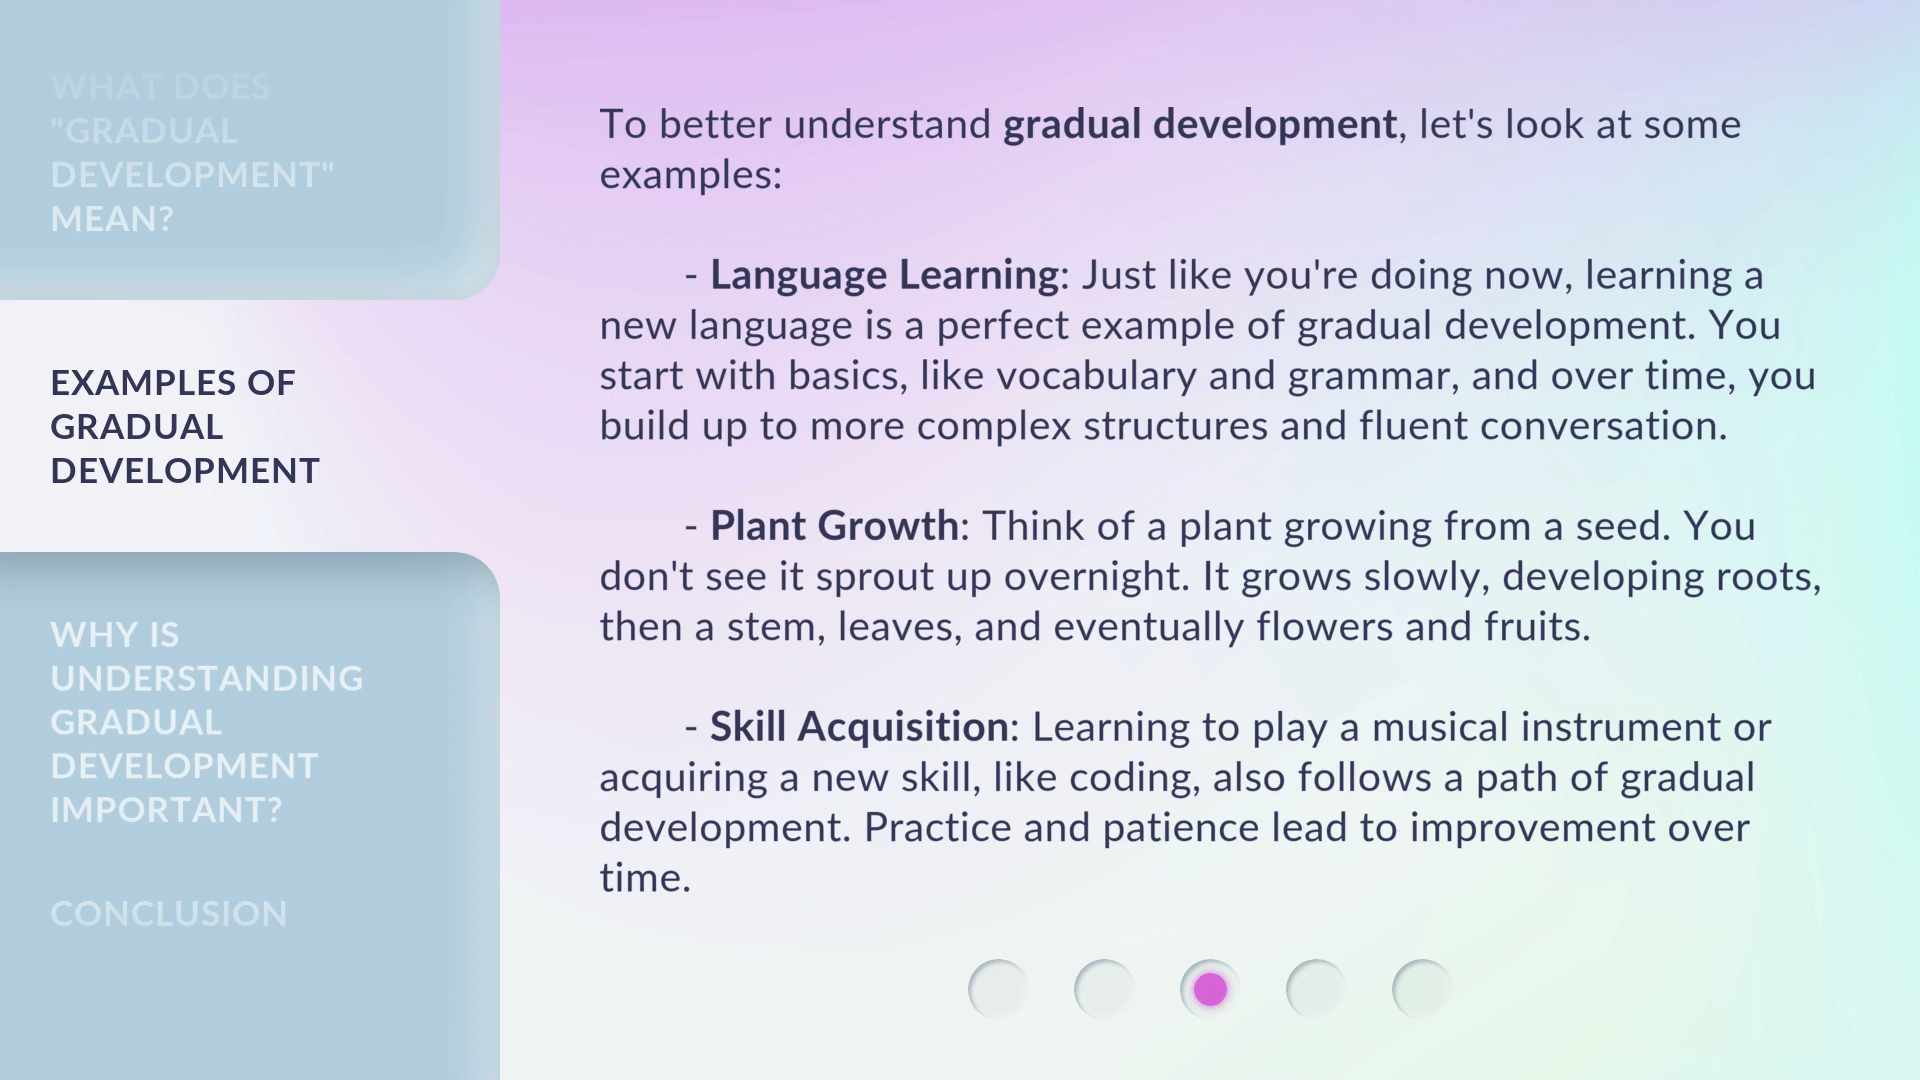 WHAT DOES
"GRADUAL
DEVELOPMENT"
MEAN?
EXAMPLES OF
GRADUAL
DEVELOPMENT
WHY IS
UNDERSTANDING
GRADUAL
DEVELOPMENT
IMPORTANT?
CONCLUSION
To better understand gradual development, let's look at some
examples:
- Language Learning: Just like you're doing now, learning a
new language is a perfect example of gradual development. You
start with basics, like vocabulary and grammar, and over time, you
build up to more complex structures and fluent conversation.
- Plant Growth: Think of a plant growing from a seed. You
don't see it sprout up overnight. It grows slowly, developing roots,
then a stem, leaves, and eventually flowers and fruits.
- Skill Acquisition: Learning to play a musical instrument or
acquiring a new skill, like coding, also follows a path of gradual
development. Practice and patience lead to improvement over
time.